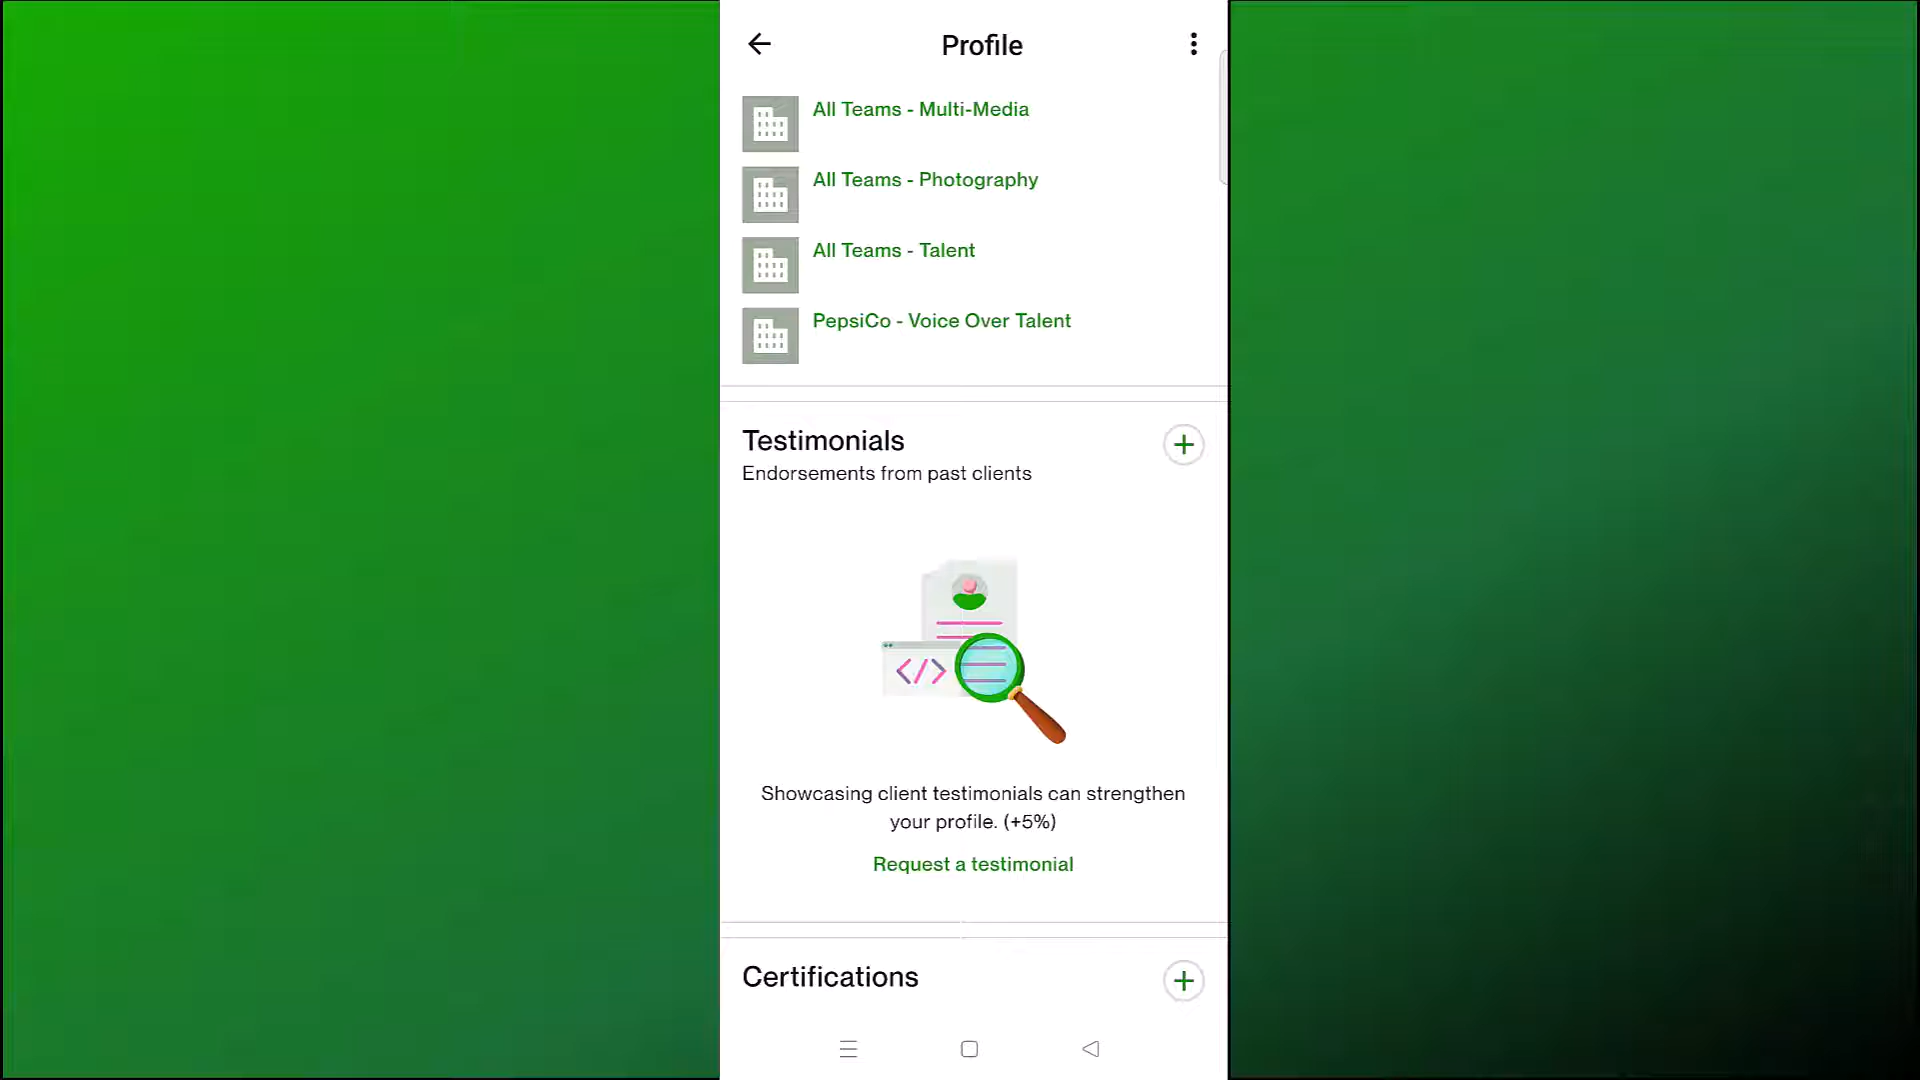 Profile
All Teams - Multi-Media
All Teams - Photography
All Teams - Talent
PepsiCo - Voice Over Talent
Testimonials
Endorsements from past clients
</>
Showcasing client testimonials can strengthen
your profile. (+5%)
Request a testimonial
Certifications